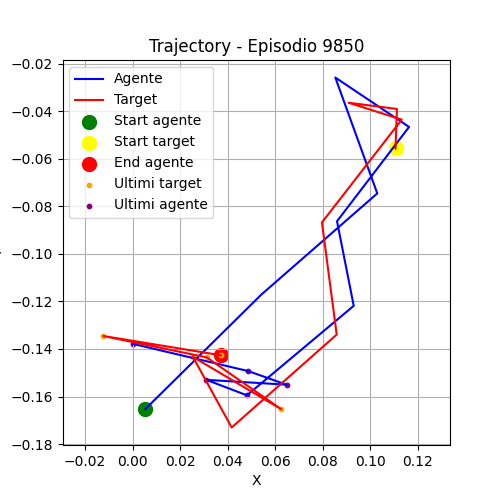 Trajectory - Episodio 9850
−0.02
−0.04
−0.06
−0.08
−0.10
−0.12
−0.14
−0.16
−0.18
Agente
Target
Start agente
Start target
End agente
Ultimi target
Ultimi agente
−0.02 0.00 0.02 0.04 0.06 0.08 0.10 0.12
X